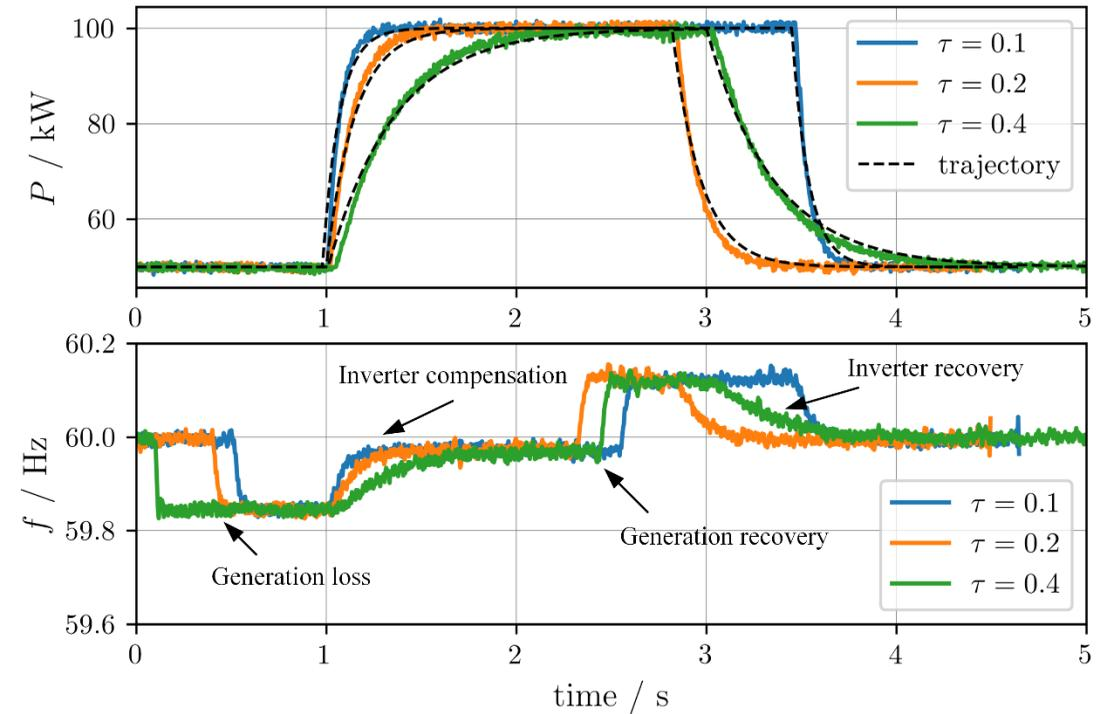 100
80
60
P / kW
τ = 0.1
τ = 0.2
τ = 0.4
trajectory
0 1 2 3 4 5
60.2
60.0
59.8
59.6
f / Hz
Inverter compensation
Inverter recovery
Generation recovery
Generation loss
τ = 0.1
τ = 0.2
τ = 0.4
0 1 2 3 4 5
time / s